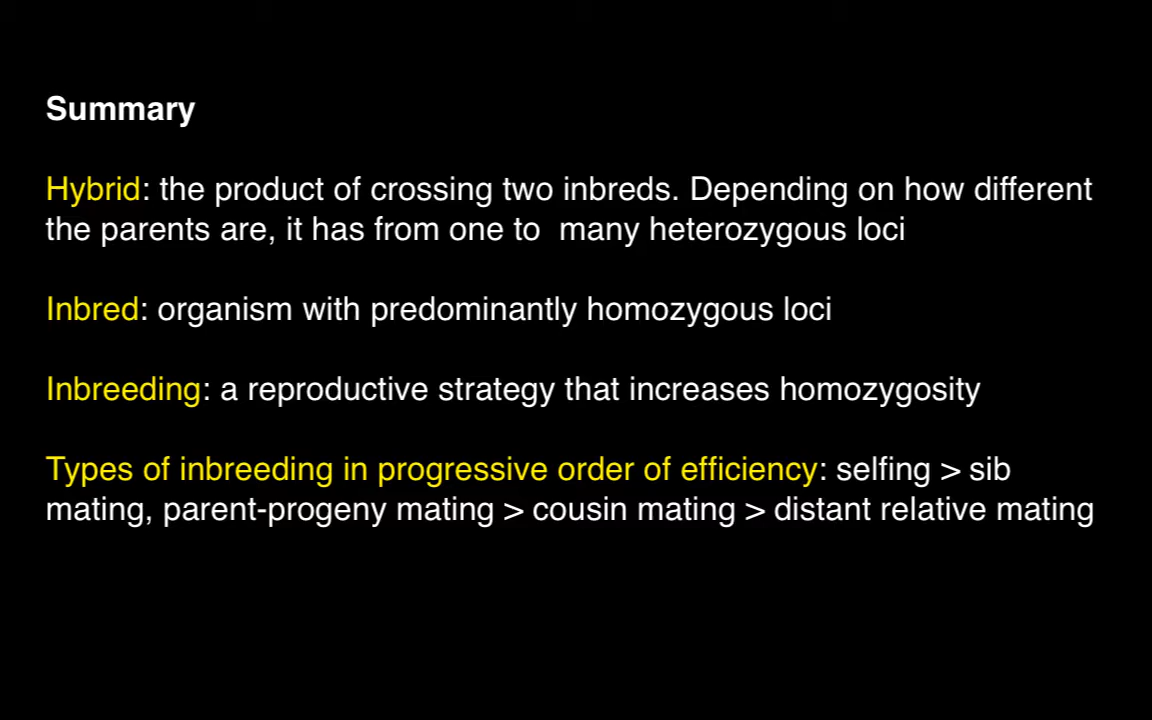 Summary
Hybrid: the product of crossing two inbreds. Depending on how different
the parents are, it has from one to  many heterozygous loci
Inbred: organism with predominantly homozygous loci
Inbreeding: a reproductive strategy that increases homozygosity
Types of inbreeding in progressive order of efficiency: selfing > sib
mating, parent-progeny mating > cousin mating > distant relative mating